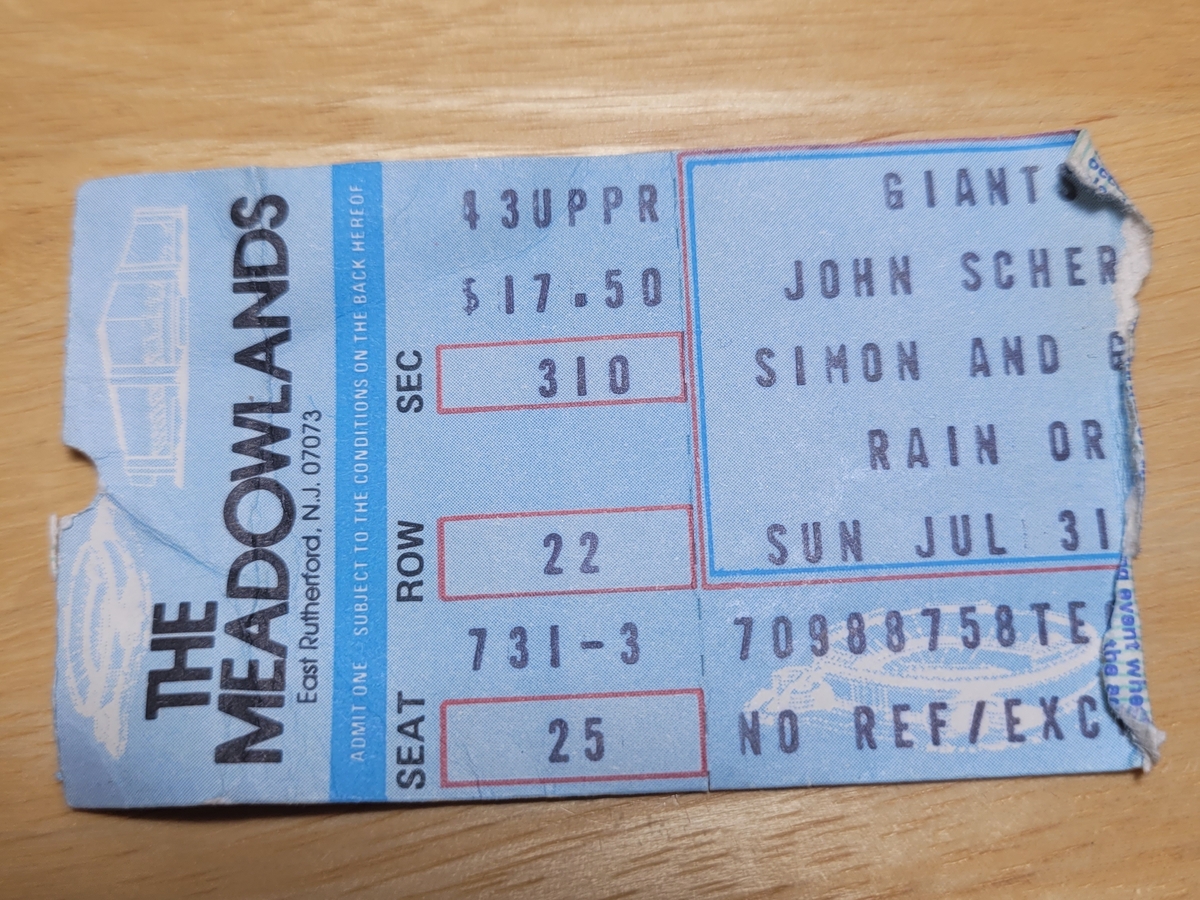 THE
MEADOWLANDS
East Rutherford, N.J. 07073
ADMIT ONE - SUBJECT TO THE CONDITIONS ON THE BACK HEREOF
43UPPR
$17.50
SEC
310
ROW
22
731-3
SEAT
25
GIANTS
JOHN SCHER
SIMON AND G
RAIN OR
SUN JUL 31
70988758TE
NO REF/EXC